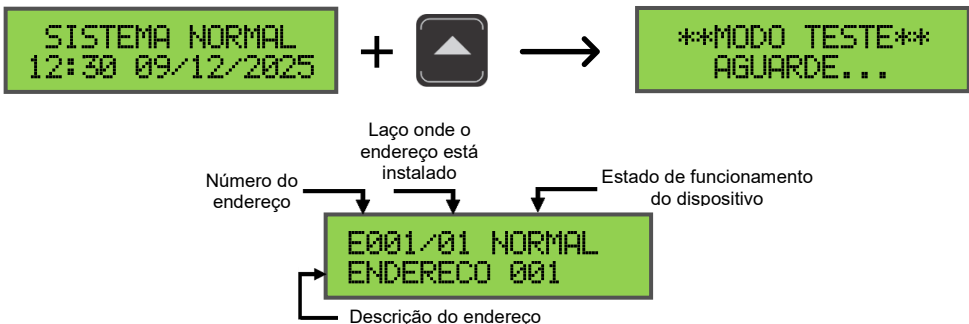 SISTEMA NORMAL
12:30 09/12/2025
+
**MODO TESTE**
AGUARDE...
Laço onde o
endereço está
instalado
Número do
endereço
Estado de funcionamento
do dispositivo
E001/01 NORMAL
ENDERECO 001
Descrição do endereço